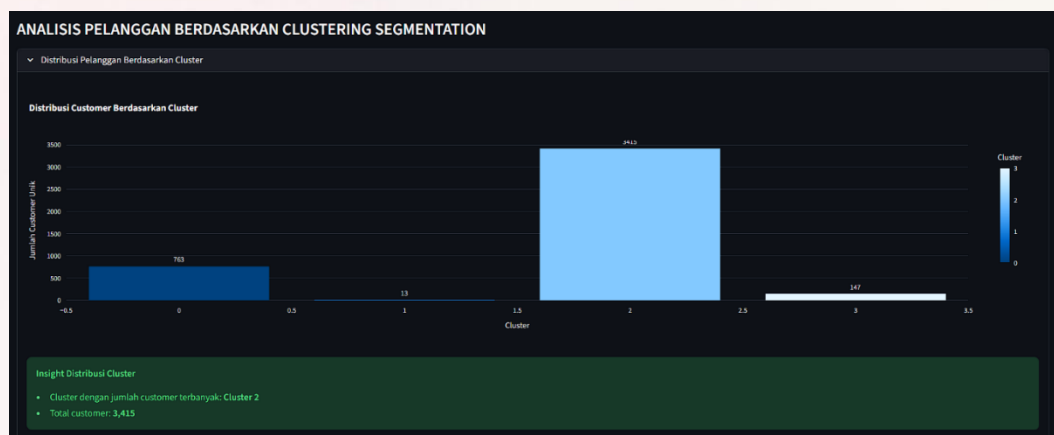 ANALISIS PELANGGAN BERDASARKAN CLUSTERING SEGMENTATION
Distribusi Pelanggan Berdasarkan Cluster
Distribusi Customer Berdasarkan Cluster
Jumlah Customer Unik
3500
3000
2500
2000
1500
1000
500
0
763
13
3415
147
−0.5
0
0.5
1
1.5
2
2.5
3
3.5
Cluster
Cluster
3
2
1
0
Insight Distribusi Cluster
• Cluster dengan jumlah customer terbanyak: Cluster 2
• Total customer: 3,415